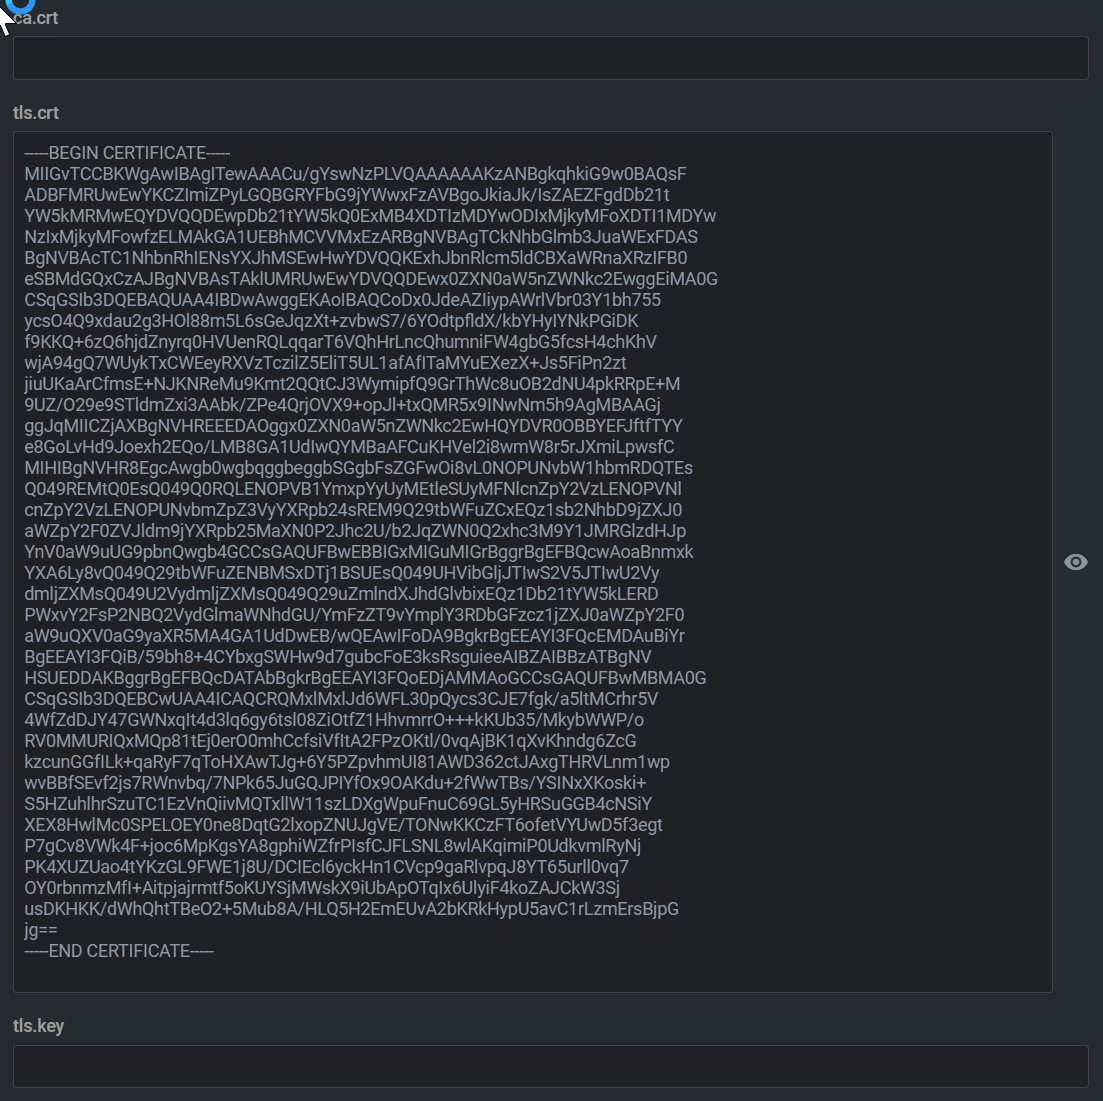 ca.crt
tls.crt
-----BEGIN CERTIFICATE-----
MIIGvTCCBKWgAwIBAgITewAAACu/gYswNzPLVQAAAAAAKzANBgkqhkiG9w0BAQsF
ADBFMRUwEwYKCZImiZPyLGQBGRYFbG9jYWwxFzAVBgoJkiaJk/IsZAEZFgdDb21t
YW5kMRMwEQYDVQQDEwpDb21tYW5kQ0ExMB4XDTIzMDYwODIxMjkyMFoXDTI1MDYw
NzIxMjkyMFowfzELMAkGA1UEBhMCVVMxEzARBgNVBAgTCkNhbGlmb3JuaWExFDAS
BgNVBAcTC1NhbnRhIENsYXJhMSEwHwYDVQQKExhJbnRlcm5ldCBXaWRnaXRzIFB0
eSBMdGQxCzAJBgNVBAsTAklUMRUwEwYDVQQDEwx0ZXN0aW5nZWNkc2EwggEiMA0G
CSqGSIb3DQEBAQUAA4IBDwAwggEKAoIBAQCoDx0JdeAZIiypAWrlVbr03Y1bh755
ycsO4Q9xdau2g3HOl88m5L6sGeJqzXt+zvbwS7/6YOdtpfldX/kbYHyIYNkPGiDK
f9KKQ+6zQ6hjdZnyrq0HVUenRQLqqarT6VQhHrLncQhumniFW4gbG5fcsH4chKhV
wjA94gQ7WUykTxCWEeyRXVzTcziIZ5EliT5UL1afAfITaMYuEXezX+Js5FiPn2zt
jiuUKaArCfmsE+NJKNReMu9Kmt2QQtCJ3WymipfQ9GrThWc8uOB2dNU4pkRRpE+M
9UZ/O29e9STldmZxi3AAbk/ZPe4QrjOVX9+opJl+txQMR5x9INwNm5h9AgMBAAGj
ggJqMIICZjAXBgNVHREEEDAOggx0ZXN0aW5nZWNkc2EwHQYDVR0OBBYEFJftfTYY
e8GoLvHd9Joexh2EQo/LMB8GA1UdIwQYMBaAFCuKHVel2i8wmW8r5rJXmiLpwsfC
MIHIBgNVHR8EgcAwgb0wgbqggbeggbSGgbFsZGFwOi8vL0NOPUNvbW1hbmRDQTEs
Q049REMtQ0EsQ049Q0RQLENOPVB1YmxpYyUyMEtleSUyMFNlcnZpY2VzLENOPVNl
cnZpY2VzLENOPUNvbmZpZ3VyYXRpb24sREM9Q29tbWFuZCxEQz1sb2NhbD9jZXJ0
aWZpY2F0ZVJldm9jYXRpb25MaXN0P2Jhc2U/b2JqZWN0Q2xhc3M9Y1JMRGlzdHJp
YnV0aW9uUG9pbnQwgb4GCCsGAQUFBwEBBIGxMIGuMIGrBggrBgEFBQcwAoaBnmxk
YXA6Ly8vQ049Q29tbWFuZENBMSxDTj1BSUEsQ049UHVibGljJTIwS2V5JTIwU2Vy
dmljZXMsQ049U2VydmljZXMsQ049Q29uZmlndXJhdGlvbixEQz1Db21tYW5kLERD
PWxvY2FsP2NBQ2VydGlmaWNhdGU/YmFzZT9vYmplY3RDbGFzcz1jZXJ0aWZpY2F0
aW9uQXV0aG9yaXR5MA4GA1UdDwEB/wQEAwIFoDA9BgkrBgEEAYI3FQcEMDAuBiYr
BgEEAYI3FQiB/59bh8+4CYbxgSWHw9d7gubcFoE3ksRsguieeAIBZAIBBzATBgNV
HSUEDDAKBggrBgEFBQcDATAbBgkrBgEEAYI3FQoEDjAMMAoGCCsGAQUFBwMBMA0G
CSqGSIb3DQEBCwUAA4ICAQCRQMxlMxlJd6WFL30pQycs3CJE7fgk/a5ltMCrhr5V
4WfZdDJY47GWNxqIt4d3lq6gy6tsl08ZiOtfZ1HhvmrrO+++kKUb35/MkybWWP/o
RV0MMURIQxMQp81tEj0erO0mhCcfsiVfItA2FPzOKtl/0vqAjBK1qXvKhndg6ZcG
kzcunGGfILk+qaRyF7qToHXAwTJg+6Y5PZpvhmUI81AWD362ctJAxgTHRVLnm1wp
wvBBfSEvf2js7RWnvbq/7NPk65JuGQJPIYfOx9OAKdu+2fWwTBs/YSINxXKoski+
S5HZuhlhrSzuTC1EzVnQiivMQTxllW11szLDXgWpuFnuC69GL5yHRSuGGB4cNSiY
XEX8HwlMc0SPELOEY0ne8DqtG2lxopZNUJgVE/TONwKKCzFT6ofetVYUwD5f3egt
P7gCv8VWk4F+joc6MpKgsYA8gphiWZfrPIsfCJFLSNL8wlAKqimiP0UdkvmlRyNj
PK4XUZUao4tYKzGL9FWE1j8U/DCIEcl6yckHn1CVcp9gaRlvpqJ8YT65urll0vq7
OY0rbnmzMfI+Aitpjajrmtf5oKUYSjMWskX9iUbApOTqIx6UlyiF4koZAJCkW3Sj
usDKHKK/dWhQhtTBeO2+5Mub8A/HLQ5H2EmEUvA2bKRkHypU5avC1rLzmErsBjpG
jg==
-----END CERTIFICATE-----
tls.key